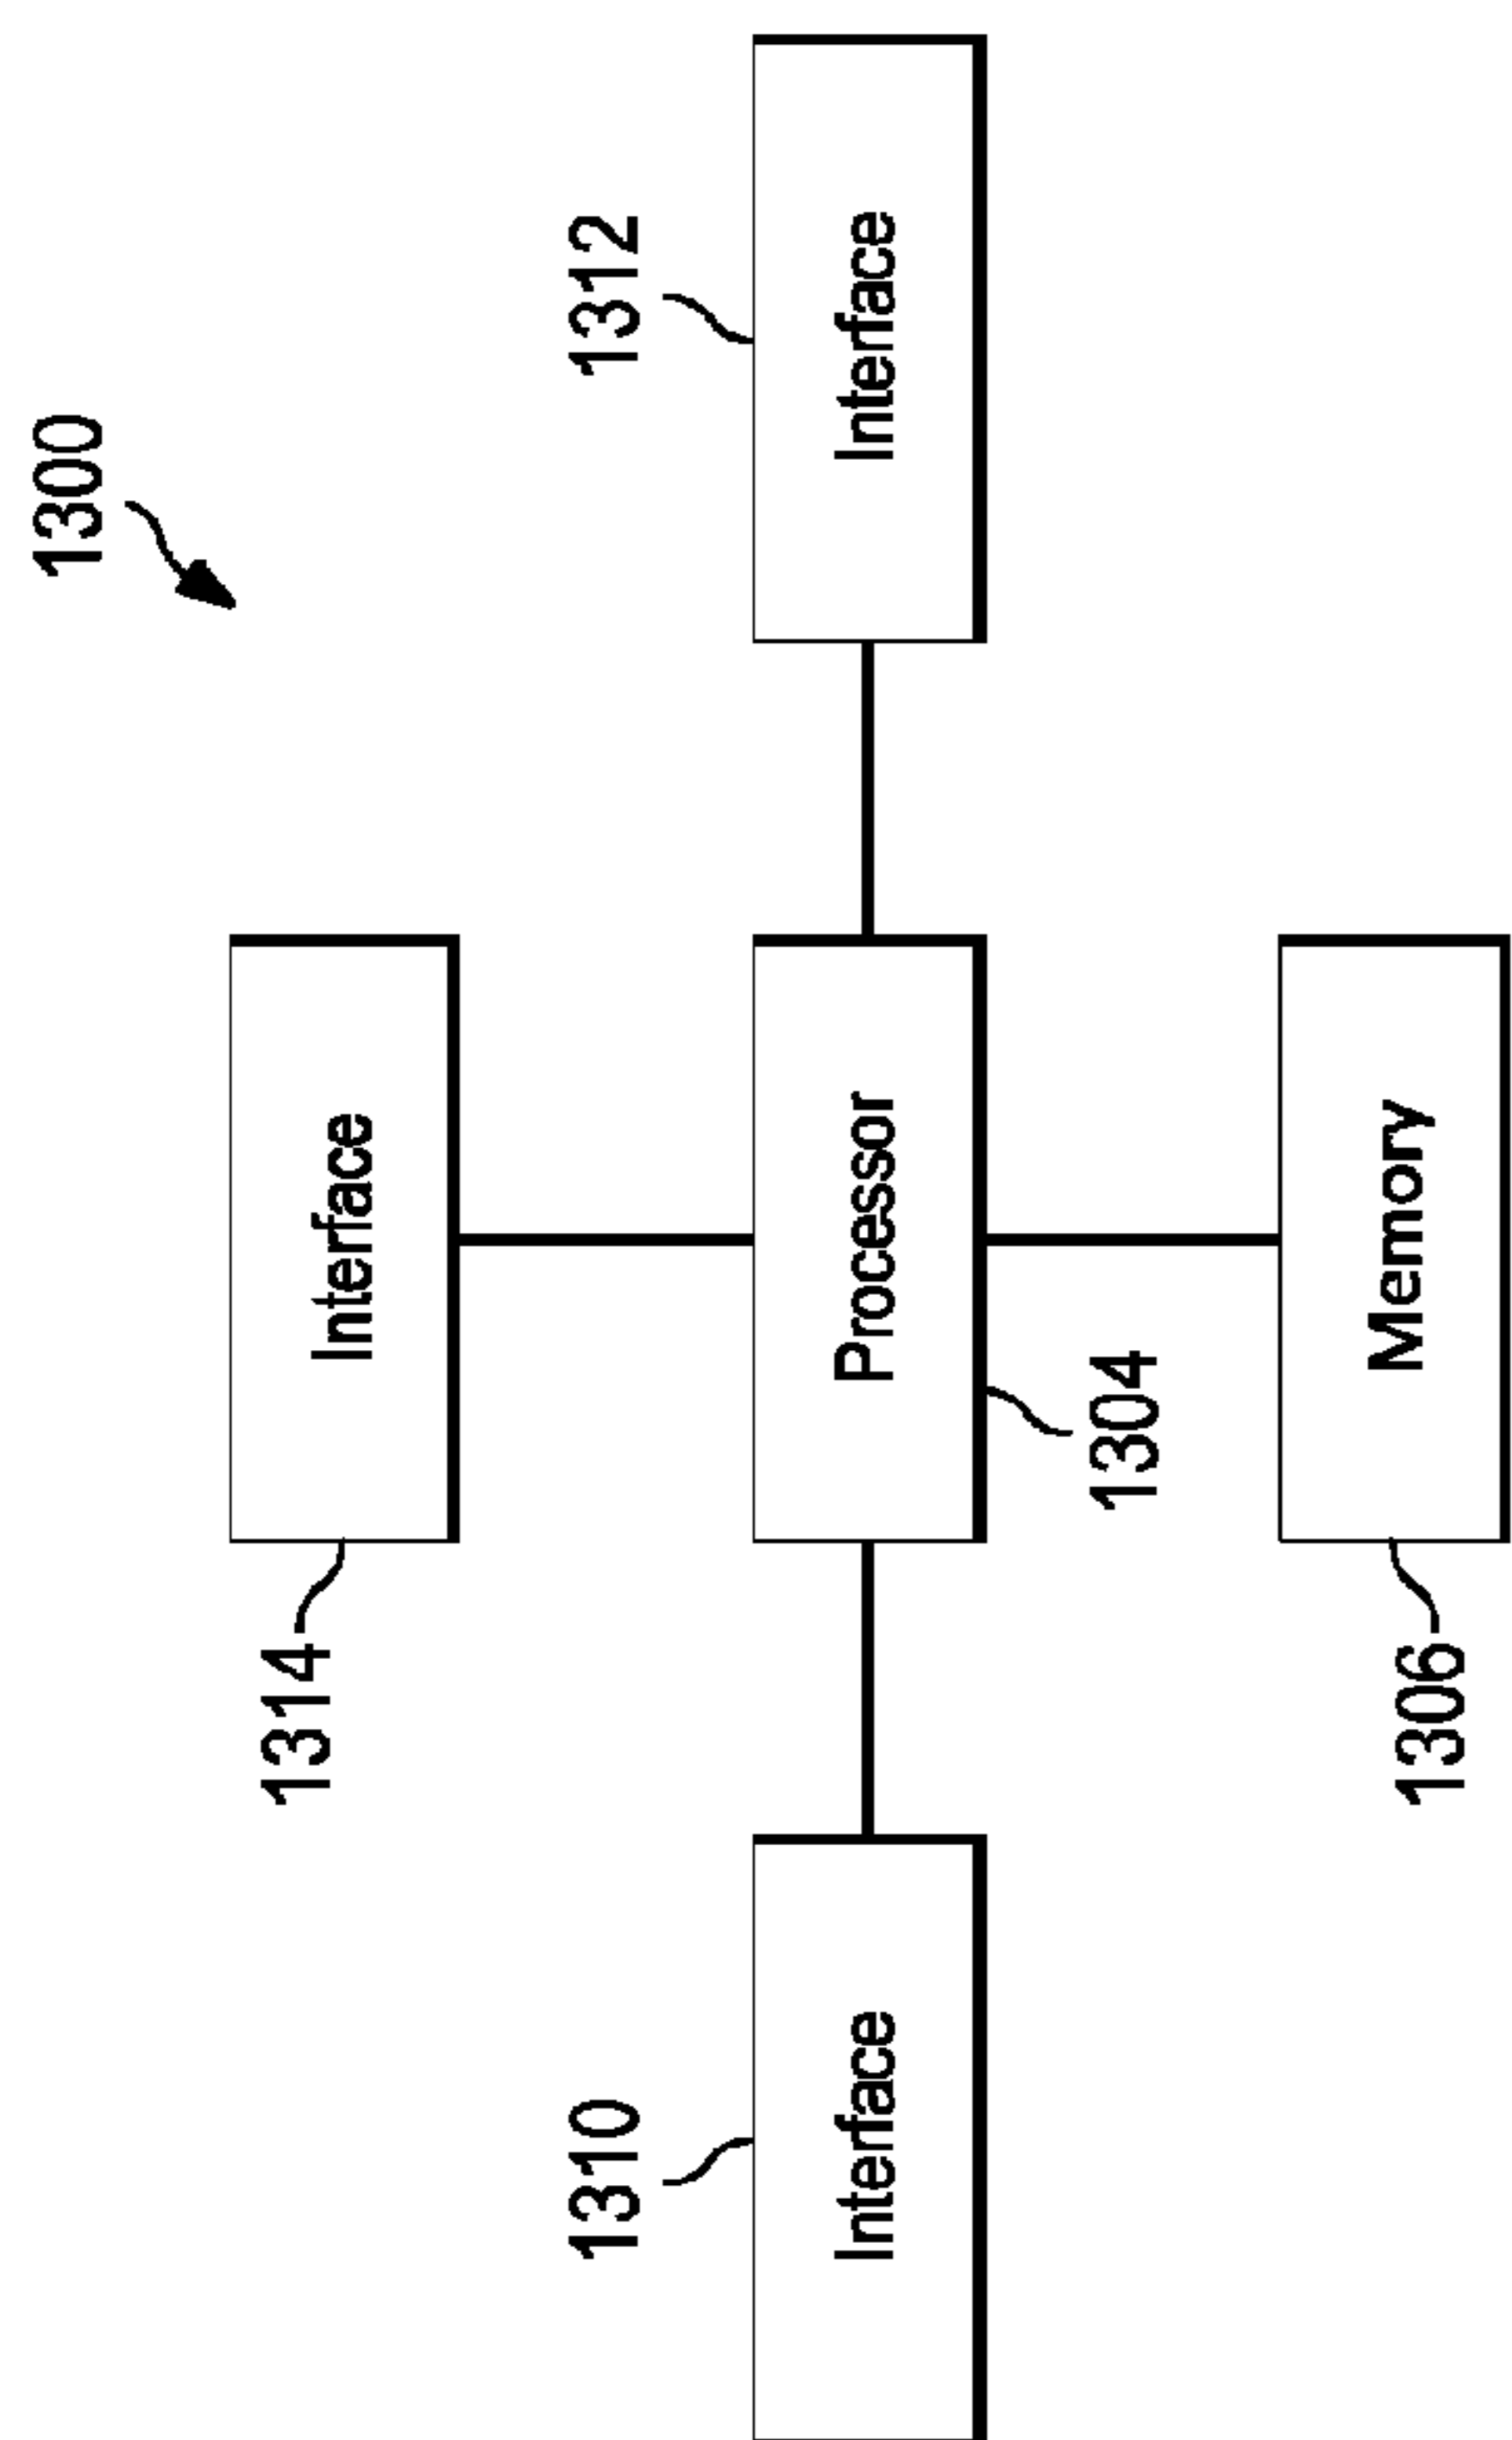 1300
1314
Interface
1310
Interface
Processor
1304
1312
Interface
1306
Memory